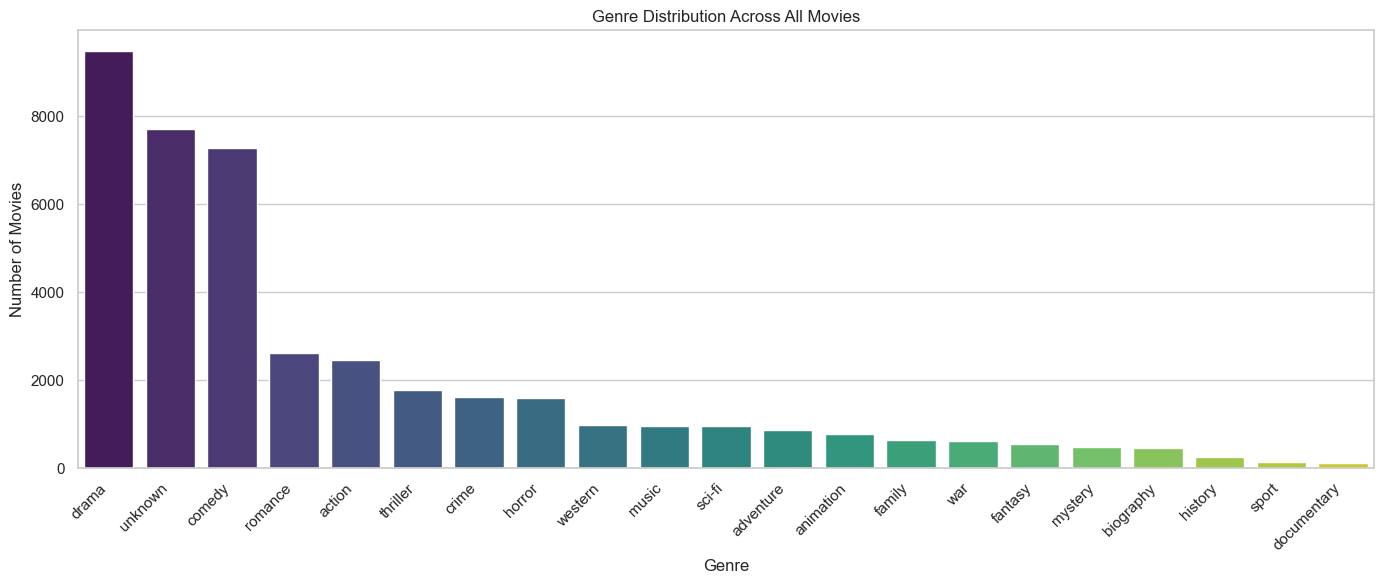 Genre Distribution Across All Movies
Number of Movies
8000
6000
4000
2000
0
drama
unknown
comedy
romance
action
thriller
crime
horror
western
music
sci-fi
adventure
animation
family
war
fantasy
mystery
biography
history
sport
documentary
Genre